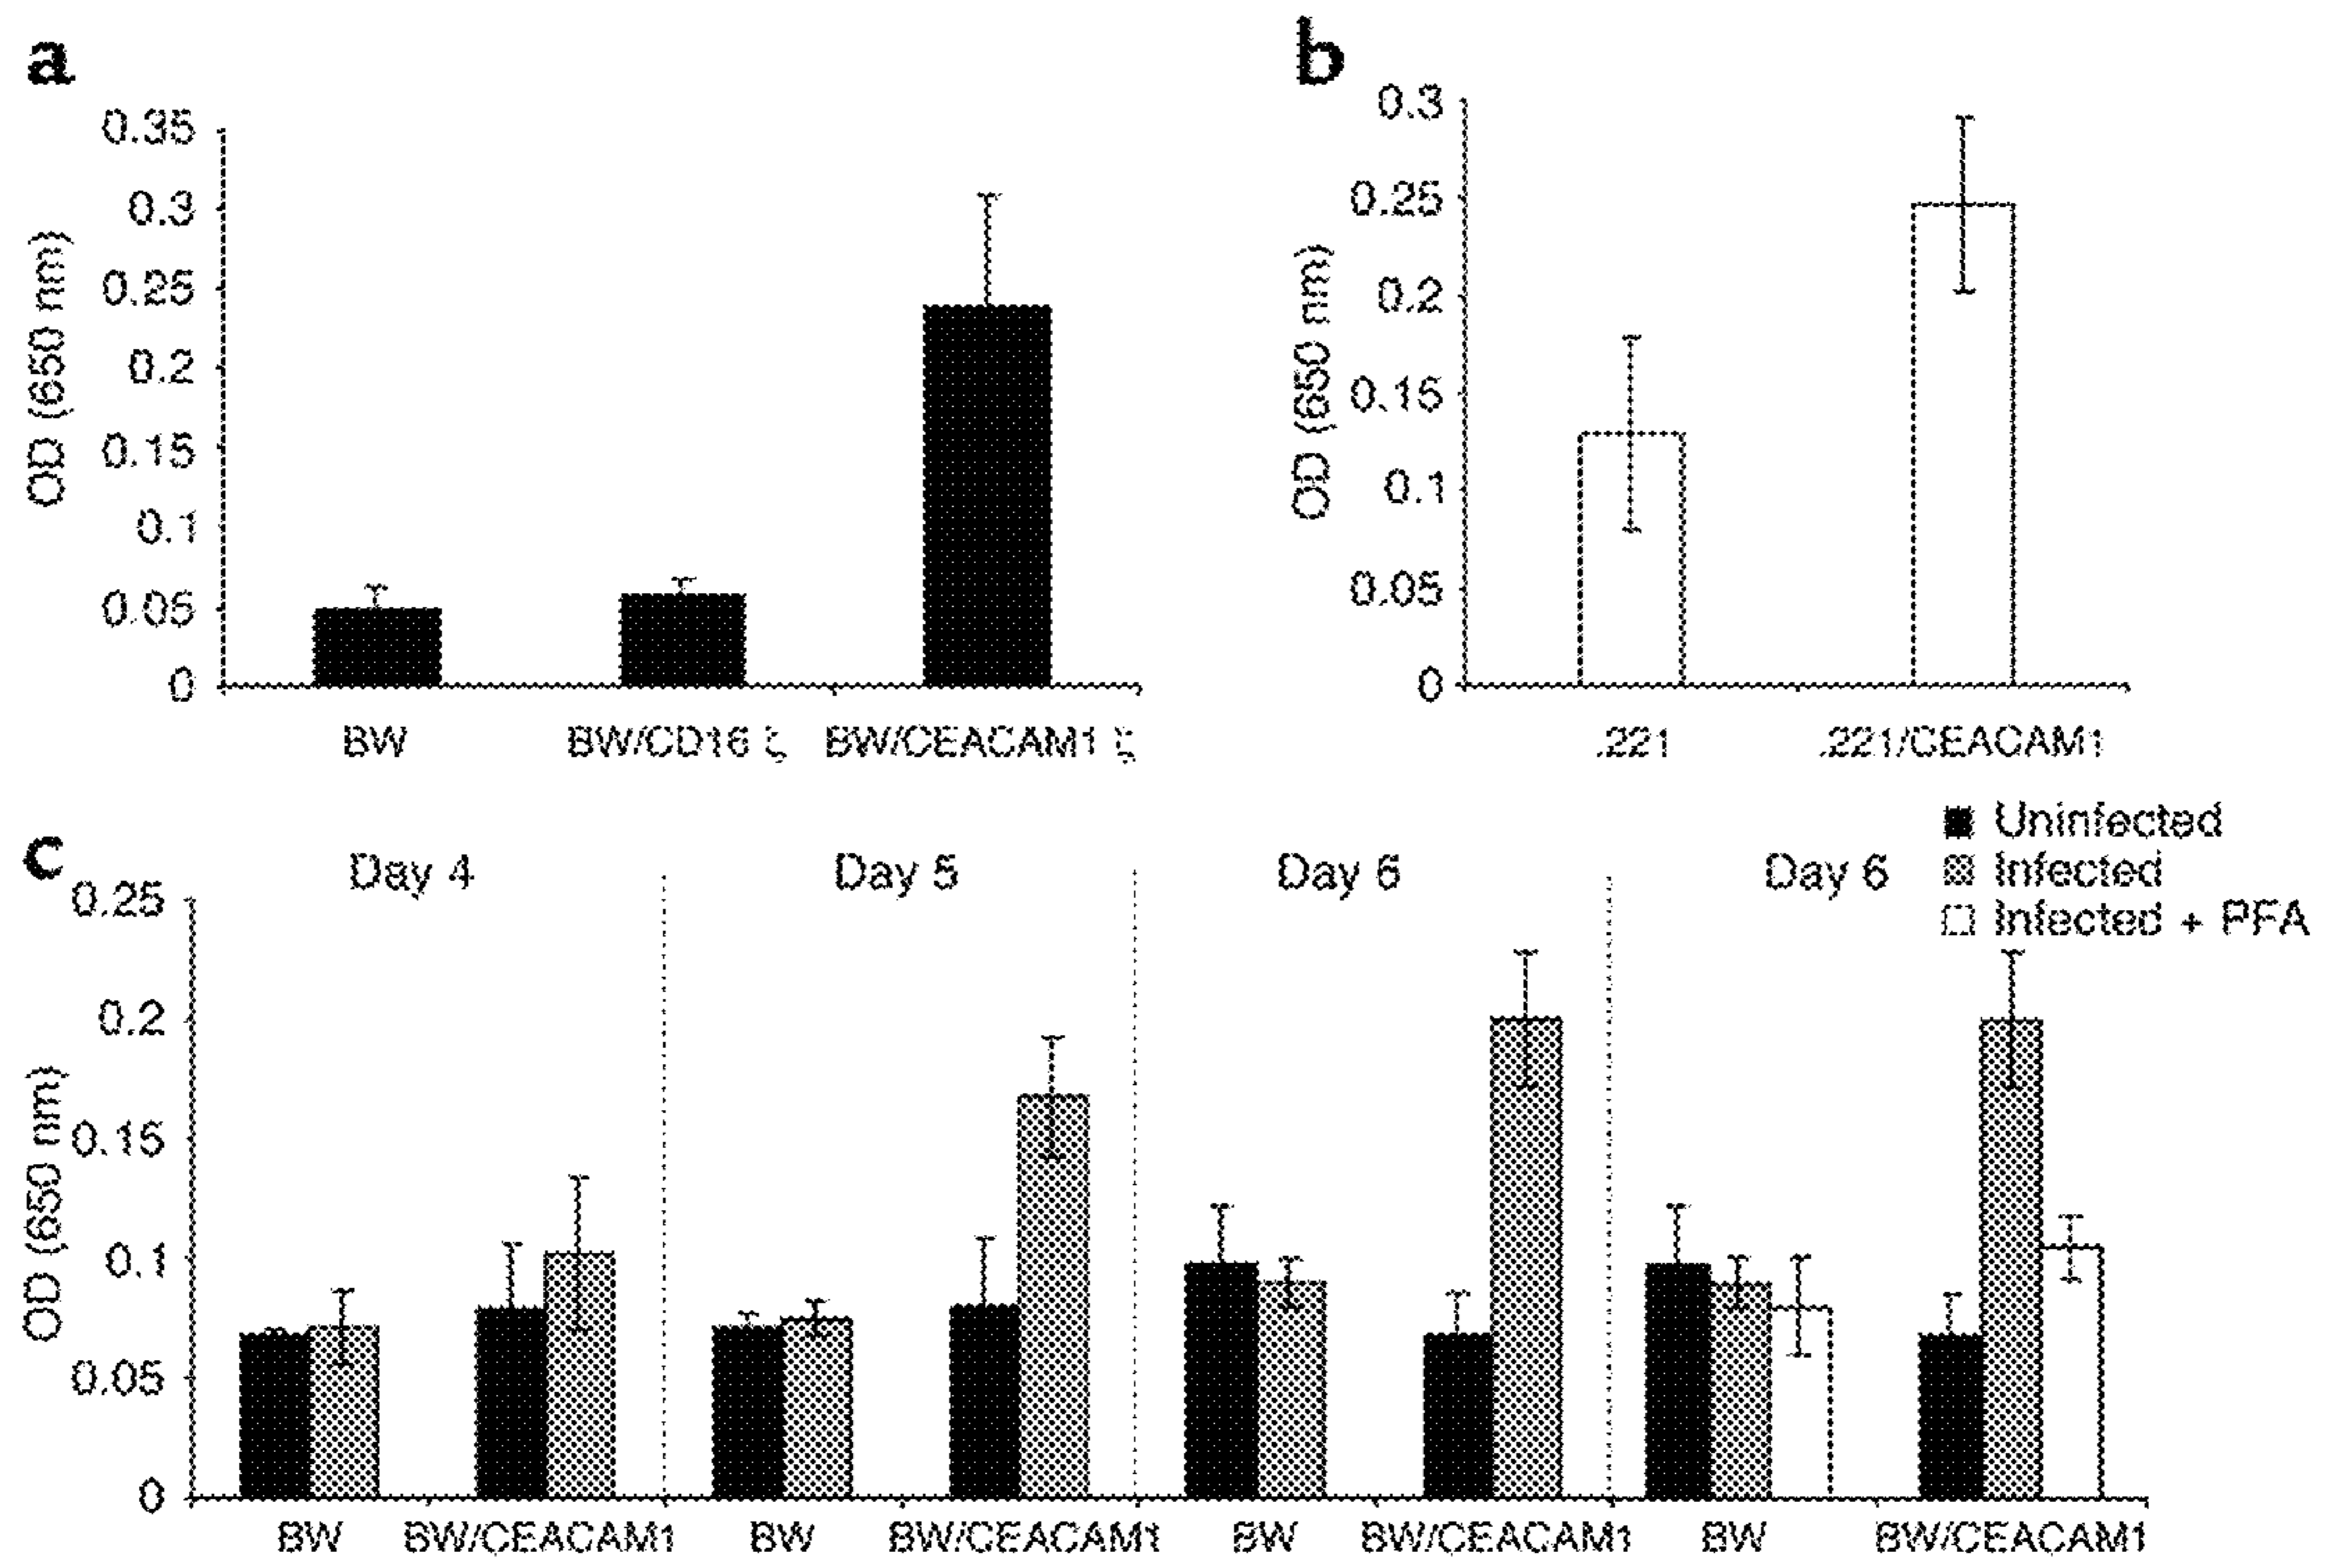 a
0.35
0.3
0.25
0.2
0.15
0.1
0.05
0
OD (650 nm)
BW BW/CD16 ζ BW/CEACAM1 ζ
b
0.3
0.25
0.2
0.15
0.1
0.05
0
OD (650 nm)
.221 .221/CEACAM1
c
Uninfected
Infected
Infected + PFA
Day 4 Day 5 Day 6 Day 6
0.25
0.2
0.15
0.1
0.05
0
OD (650 nm)
BW BW/CEACAM1 BW BW/CEACAM1 BW BW/CEACAM1 BW BW/CEACAM1